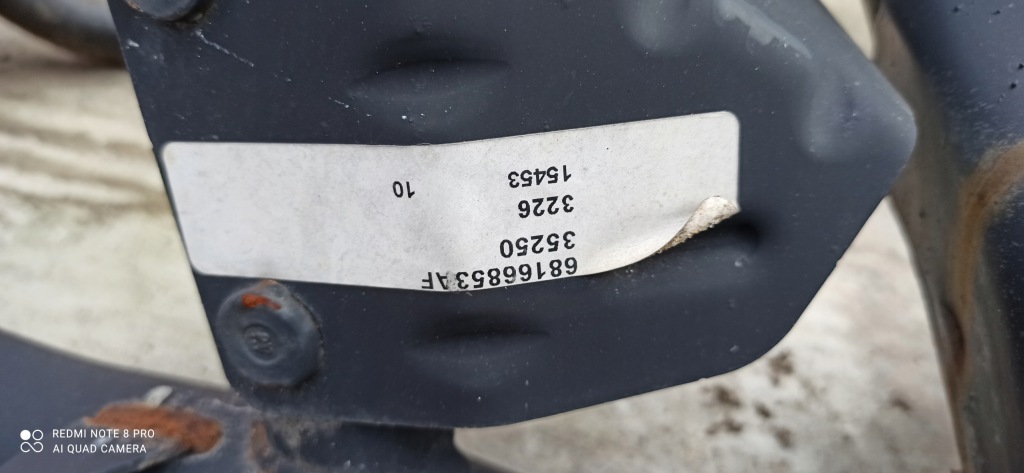 68166853AF
35250
3226
15453
10
REDMI NOTE 8 PRO
AI QUAD CAMERA